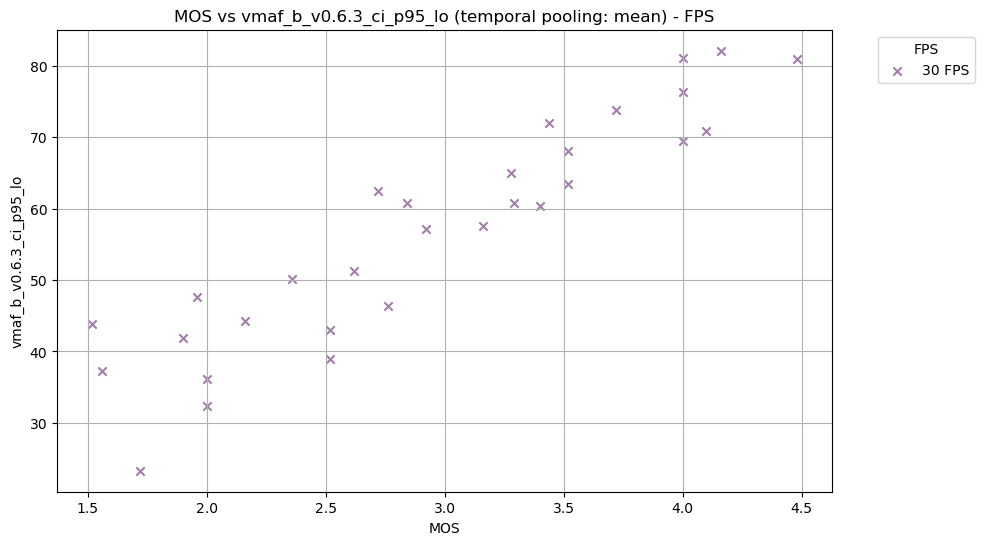 MOS vs vmaf_b_v0.6.3_ci_p95_lo (temporal pooling: mean) - FPS
FPS
30 FPS
80
70
60
50
40
30
vmaf_b_v0.6.3_ci_p95_lo
1.5 2.0 2.5 3.0 3.5 4.0 4.5
MOS